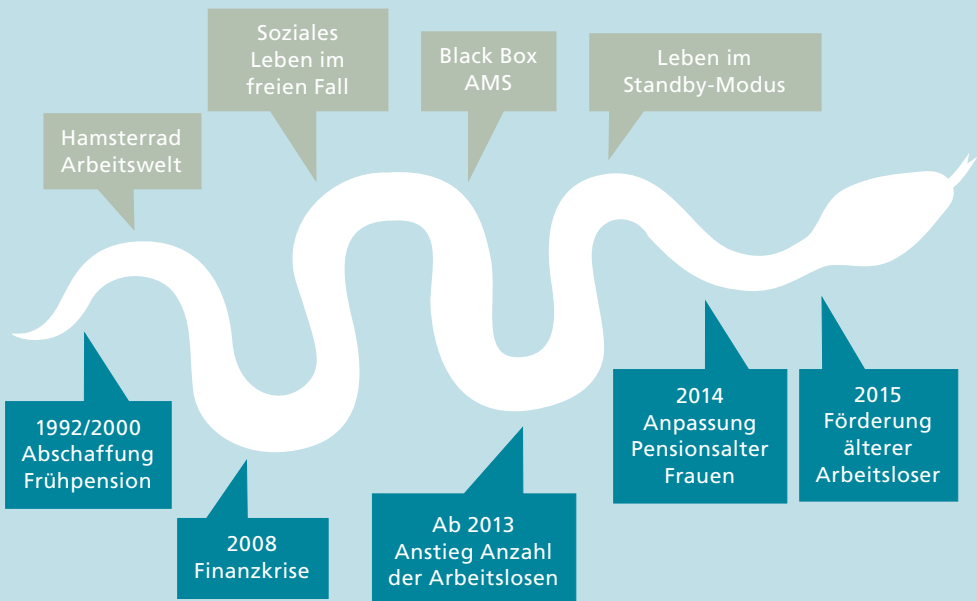 Soziales
Leben im
freien Fall
Black Box
AMS
Leben im
Standby-Modus
Hamsterrad
Arbeitswelt
1992/2000
Abschaffung
Frühpension
2008
Finanzkrise
Ab 2013
Anstieg Anzahl
der Arbeitslosen
2014
Anpassung
Pensionsalter
Frauen
2015
Förderung
älterer
Arbeitsloser